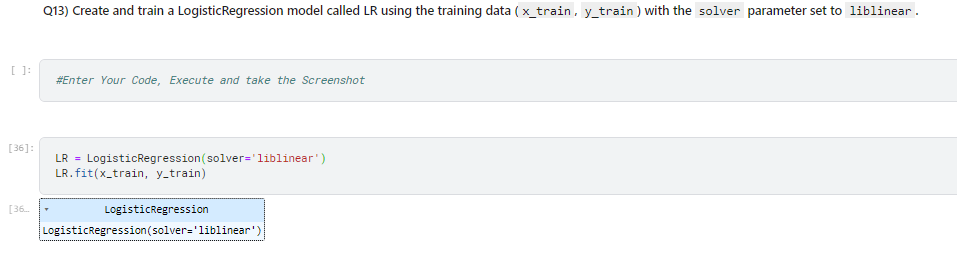 Q13) Create and train a LogisticRegression model called LR using the training data ( x_train , y_train ) with the solver parameter set to liblinear .
[ ]:
#Enter Your Code, Execute and take the Screenshot
[36]:
LR = LogisticRegression(solver='liblinear')
LR.fit(x_train, y_train)
[36…
LogisticRegression
LogisticRegression(solver='liblinear')